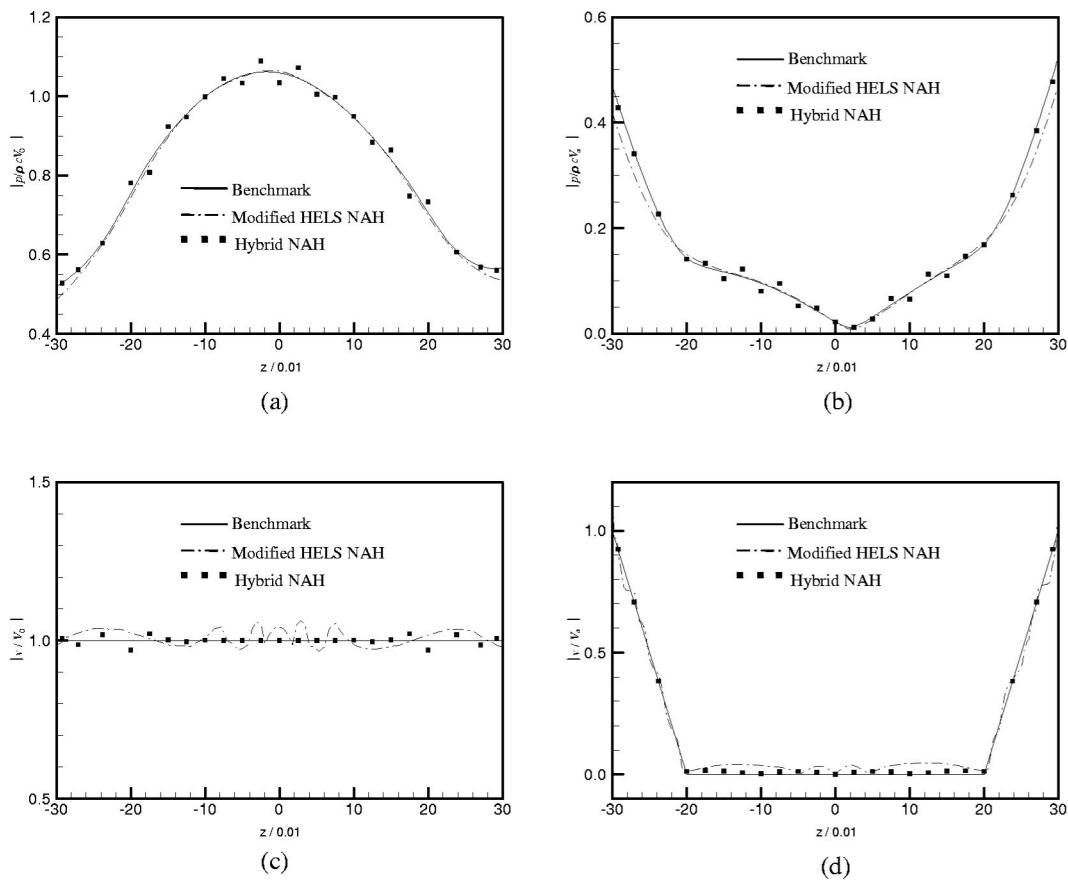 1.2
1.0
0.8
0.6
0.4
|p/ρcV₀|
Benchmark
Modified HELS NAH
Hybrid NAH
-30 -20 -10 0 10 20 30
z / 0.01
(a)
0.6
0.4
0.2
0.0
|p/ρcVₐ|
Benchmark
Modified HELS NAH
Hybrid NAH
-30 -20 -10 0 10 20 30
z / 0.01
(b)
1.5
1.0
0.5
|v/V₀|
Benchmark
Modified HELS NAH
Hybrid NAH
-30 -20 -10 0 10 20 30
z / 0.01
(c)
1.0
0.5
0.0
|v/Vₐ|
Benchmark
Modified HELS NAH
Hybrid NAH
-30 -20 -10 0 10 20 30
z / 0.01
(d)